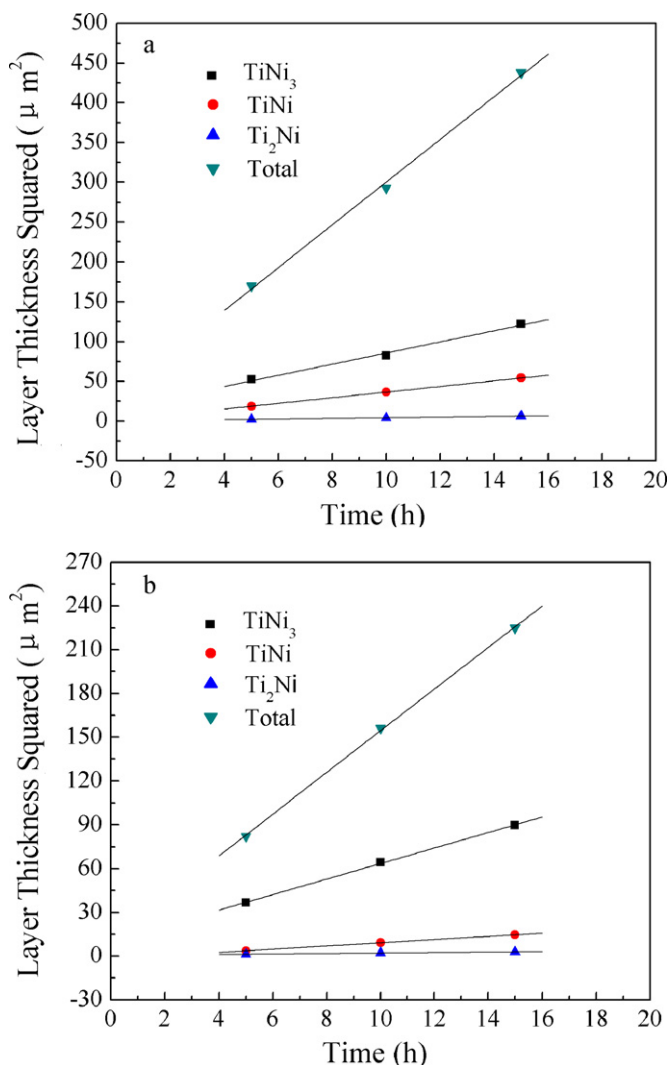 a
500
450
400
350
300
250
200
150
100
50
0
-50
Layer Thickness Squared ( μ m²)
TiNi₃
TiNi
Ti₂Ni
Total
0 2 4 6 8 10 12 14 16 18 20
Time (h)
b
270
240
210
180
150
120
90
60
30
0
-30
Layer Thickness Squared ( μ m²)
TiNi₃
TiNi
Ti₂Ni
Total
0 2 4 6 8 10 12 14 16 18 20
Time (h)